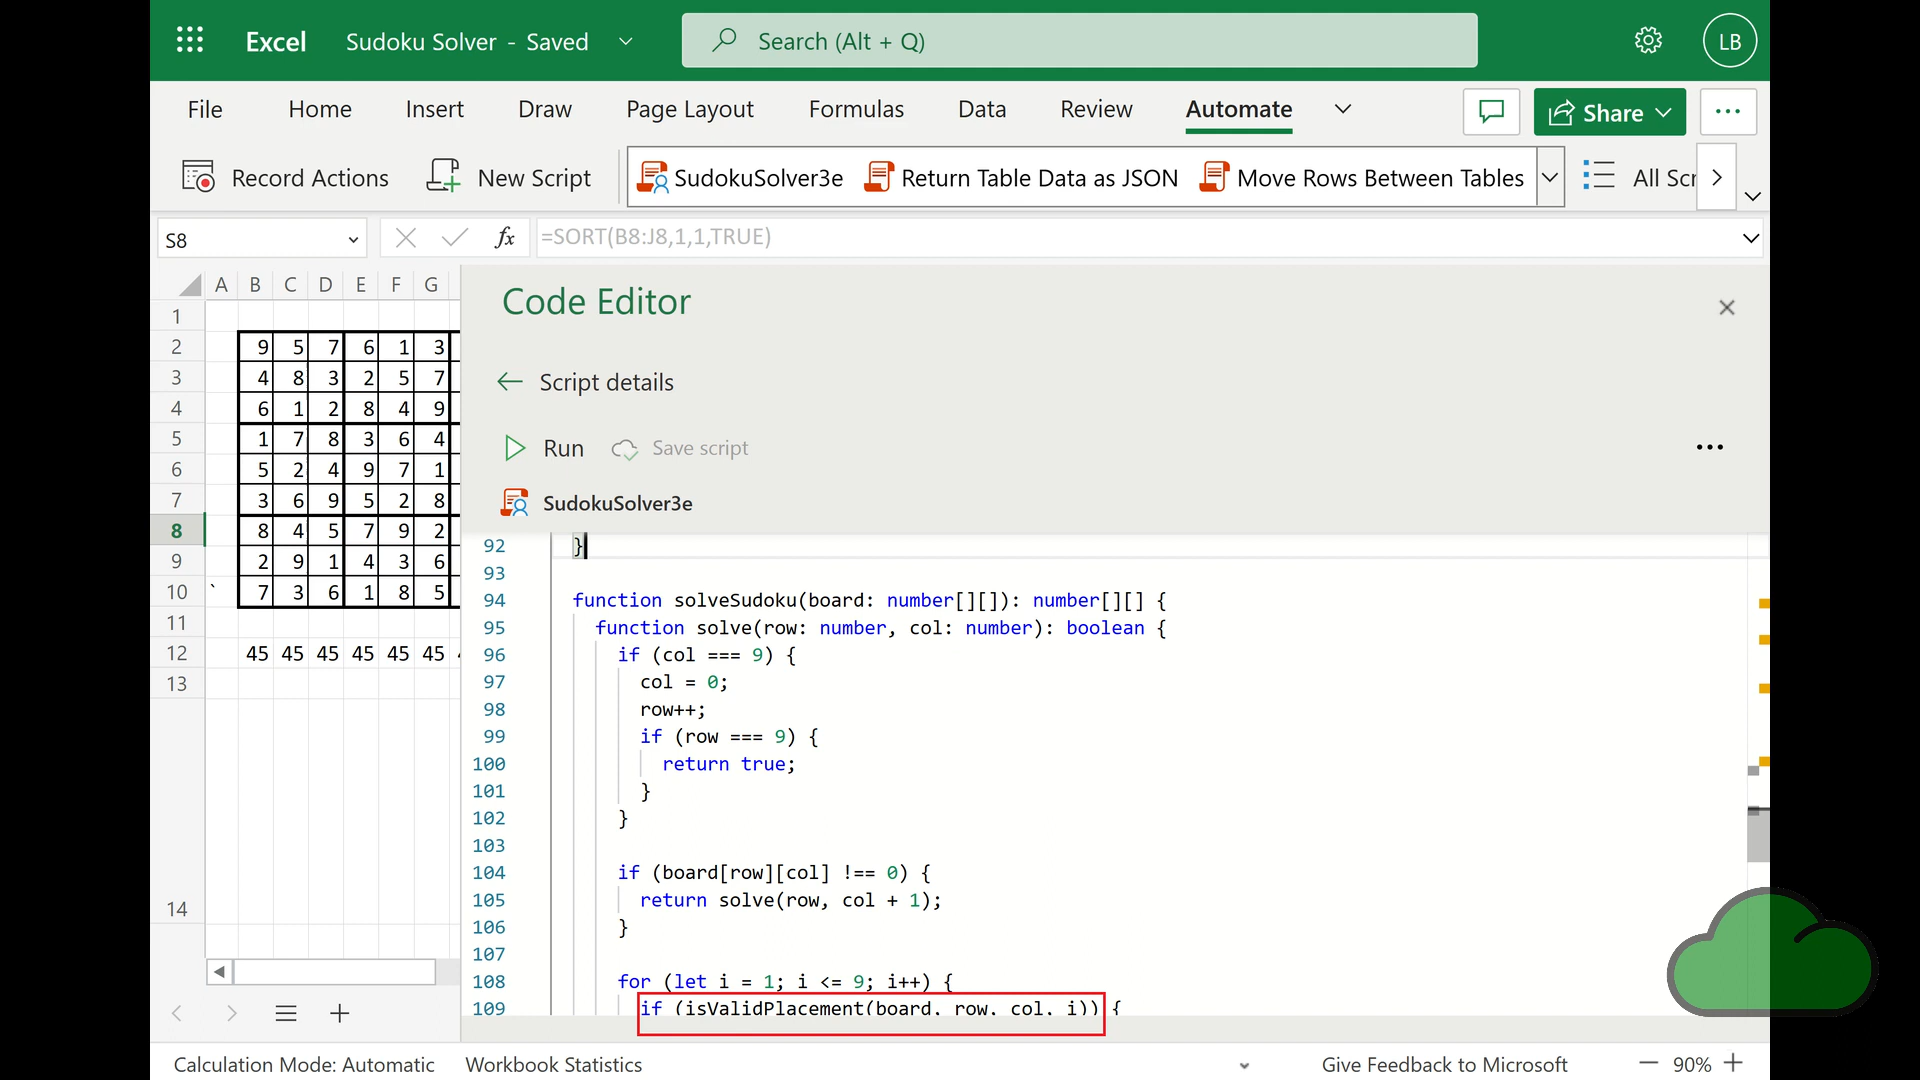 Excel Sudoku Solver - Saved Search (Alt + Q) LB
File Home Insert Draw Page Layout Formulas Data Review Automate Share ...
Record Actions New Script SudokuSolver3e Return Table Data as JSON Move Rows Between Tables All Scr
S8 fx =SORT(B8:J8,1,1,TRUE)
A B C D E F G
1
2 9 5 7 6 1 3
3 4 8 3 2 5 7
4 6 1 2 8 4 9
5 1 7 8 3 6 4
6 5 2 4 9 7 1
7 3 6 9 5 2 8
8 8 4 5 7 9 2
9 2 9 1 4 3 6
10 ` 7 3 6 1 8 5
11
12 45 45 45 45 45 45
13
14
Code Editor
Script details
Run Save script ...
SudokuSolver3e
92 }
93
94 function solveSudoku(board: number[][]): number[][] {
95 function solve(row: number, col: number): boolean {
96 if (col === 9) {
97 col = 0;
98 row++;
99 if (row === 9) {
100 return true;
101 }
102 }
103
104 if (board[row][col] !== 0) {
105 return solve(row, col + 1);
106 }
107
108 for (let i = 1; i <= 9; i++) {
109 if (isValidPlacement(board, row, col, i)) {
Calculation Mode: Automatic Workbook Statistics Give Feedback to Microsoft 90%